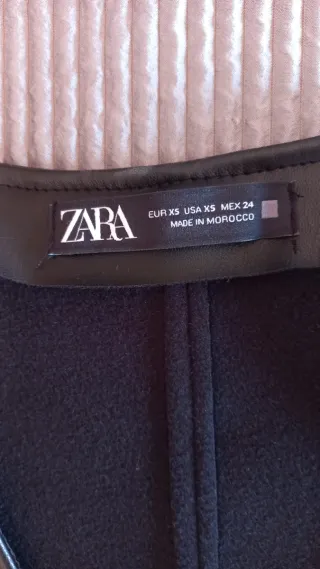 ZARA
EUR XS USA XS MEX 24
MADE IN MOROCCO